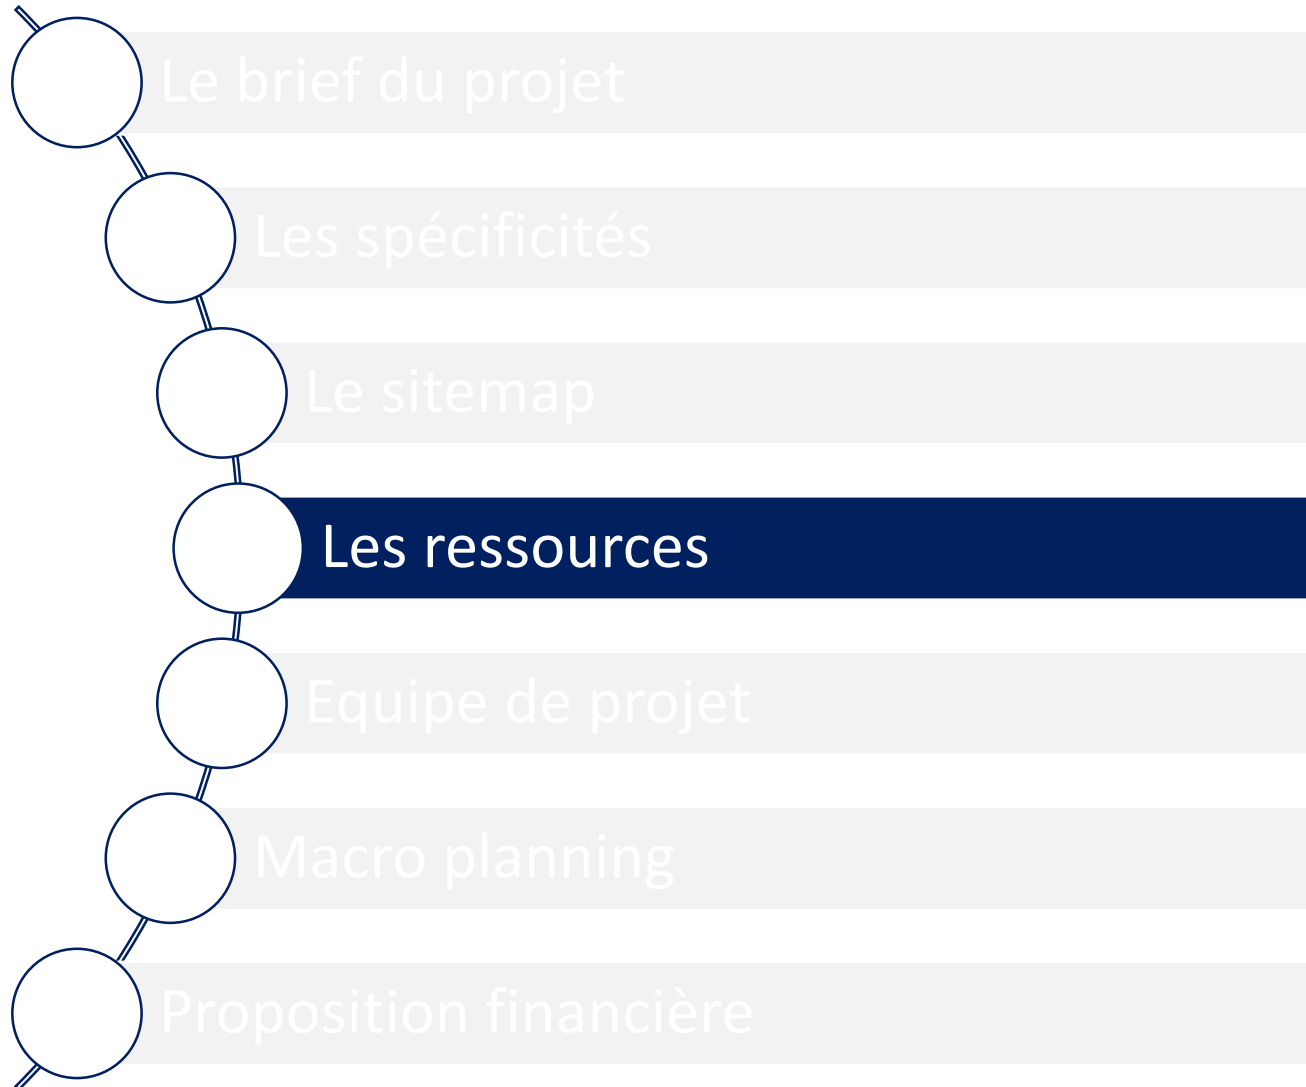 Le brief du projet
Les spécificités
Le sitemap
Les ressources
Equipe de projet
Macro planning
Proposition financière